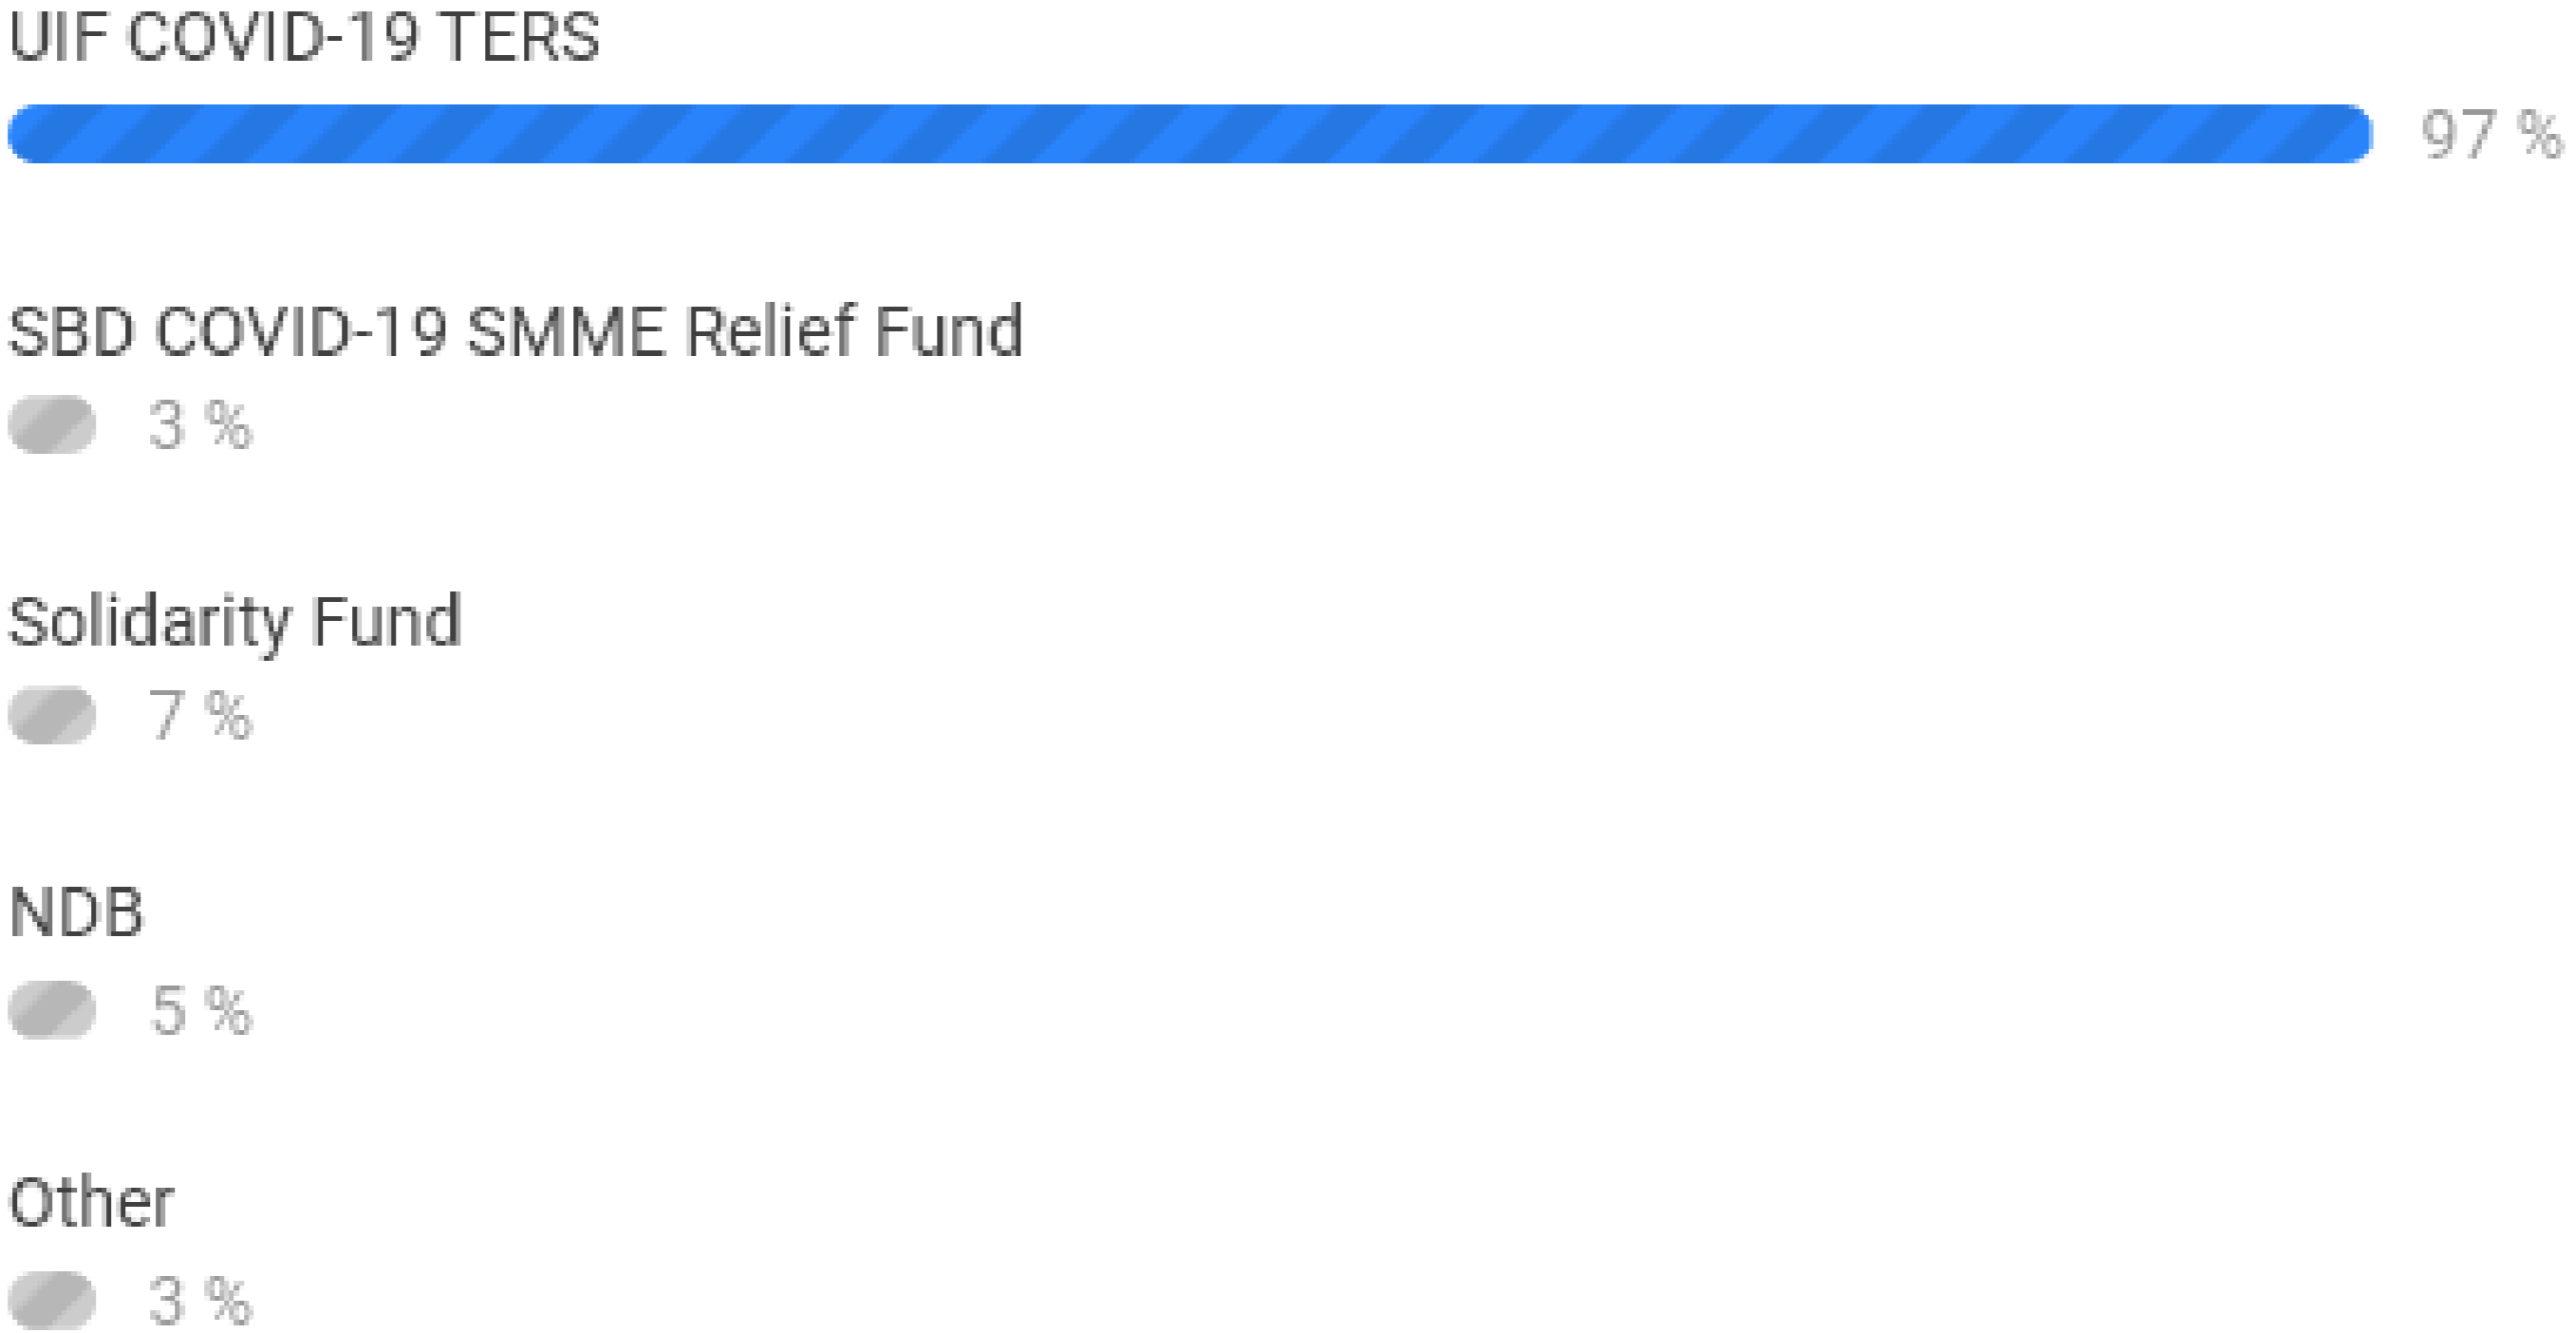 UIF COVID-19 TERS
97 %
SBD COVID-19 SMME Relief Fund
3 %
Solidarity Fund
7 %
NDB
5 %
Other
3 %